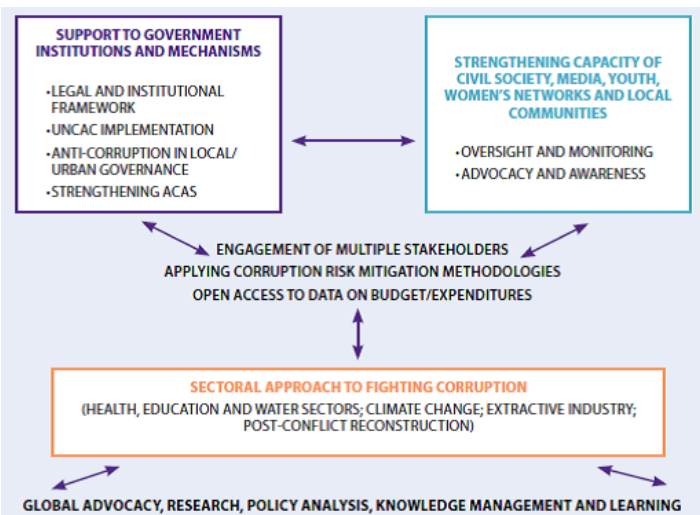 SUPPORT TO GOVERNMENT
INSTITUTIONS AND MECHANISMS
•LEGAL AND INSTITUTIONAL
FRAMEWORK
•UNCAC IMPLEMENTATION
•ANTI-CORRUPTION IN LOCAL/
URBAN GOVERNANCE
•STRENGTHENING ACAS
STRENGTHENING CAPACITY OF
CIVIL SOCIETY, MEDIA, YOUTH,
WOMEN'S NETWORKS AND LOCAL
COMMUNITIES
•OVERSIGHT AND MONITORING
•ADVOCACY AND AWARENESS
ENGAGEMENT OF MULTIPLE STAKEHOLDERS
APPLYING CORRUPTION RISK MITIGATION METHODOLOGIES
OPEN ACCESS TO DATA ON BUDGET/EXPENDITURES
SECTORAL APPROACH TO FIGHTING CORRUPTION
(HEALTH, EDUCATION AND WATER SECTORS; CLIMATE CHANGE; EXTRACTIVE INDUSTRY;
POST-CONFLICT RECONSTRUCTION)
GLOBAL ADVOCACY, RESEARCH, POLICY ANALYSIS, KNOWLEDGE MANAGEMENT AND LEARNING